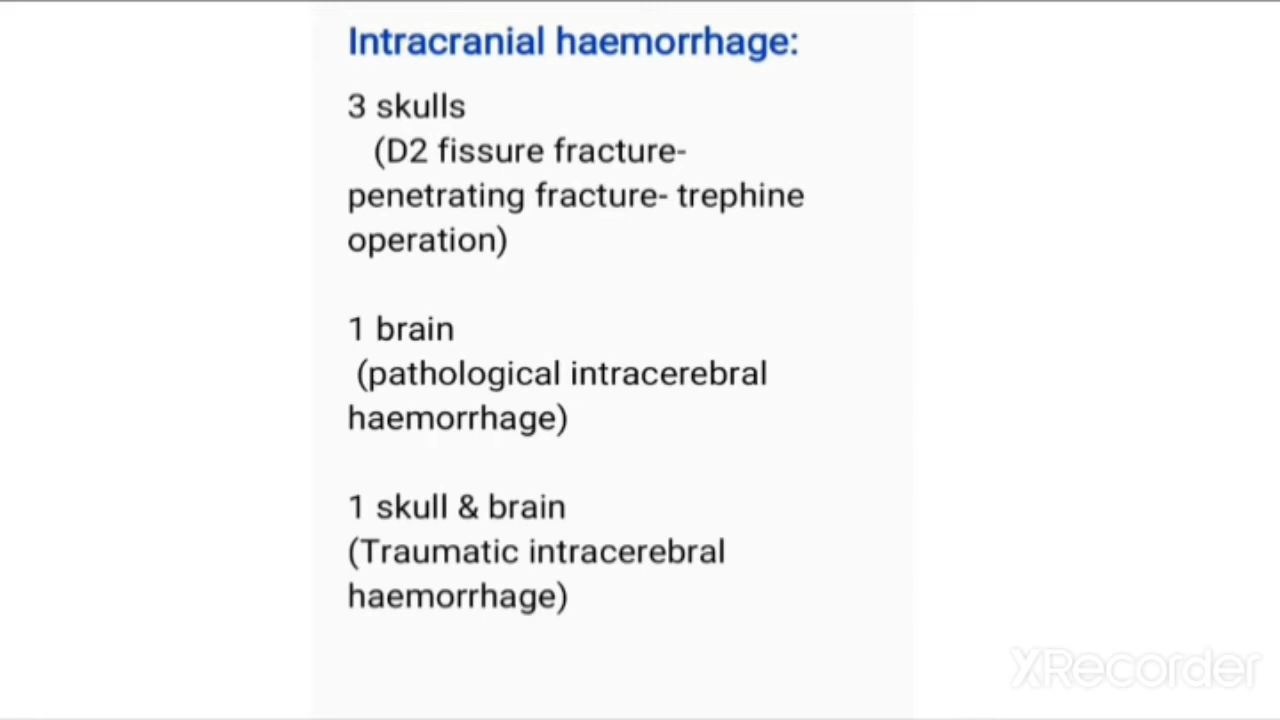 Intracranial haemorrhage:
3 skulls
(D2 fissure fracture-
penetrating fracture- trephine
operation)
1 brain
(pathological intracerebral
haemorrhage)
1 skull & brain
(Traumatic intracerebral
haemorrhage)
XRecorder